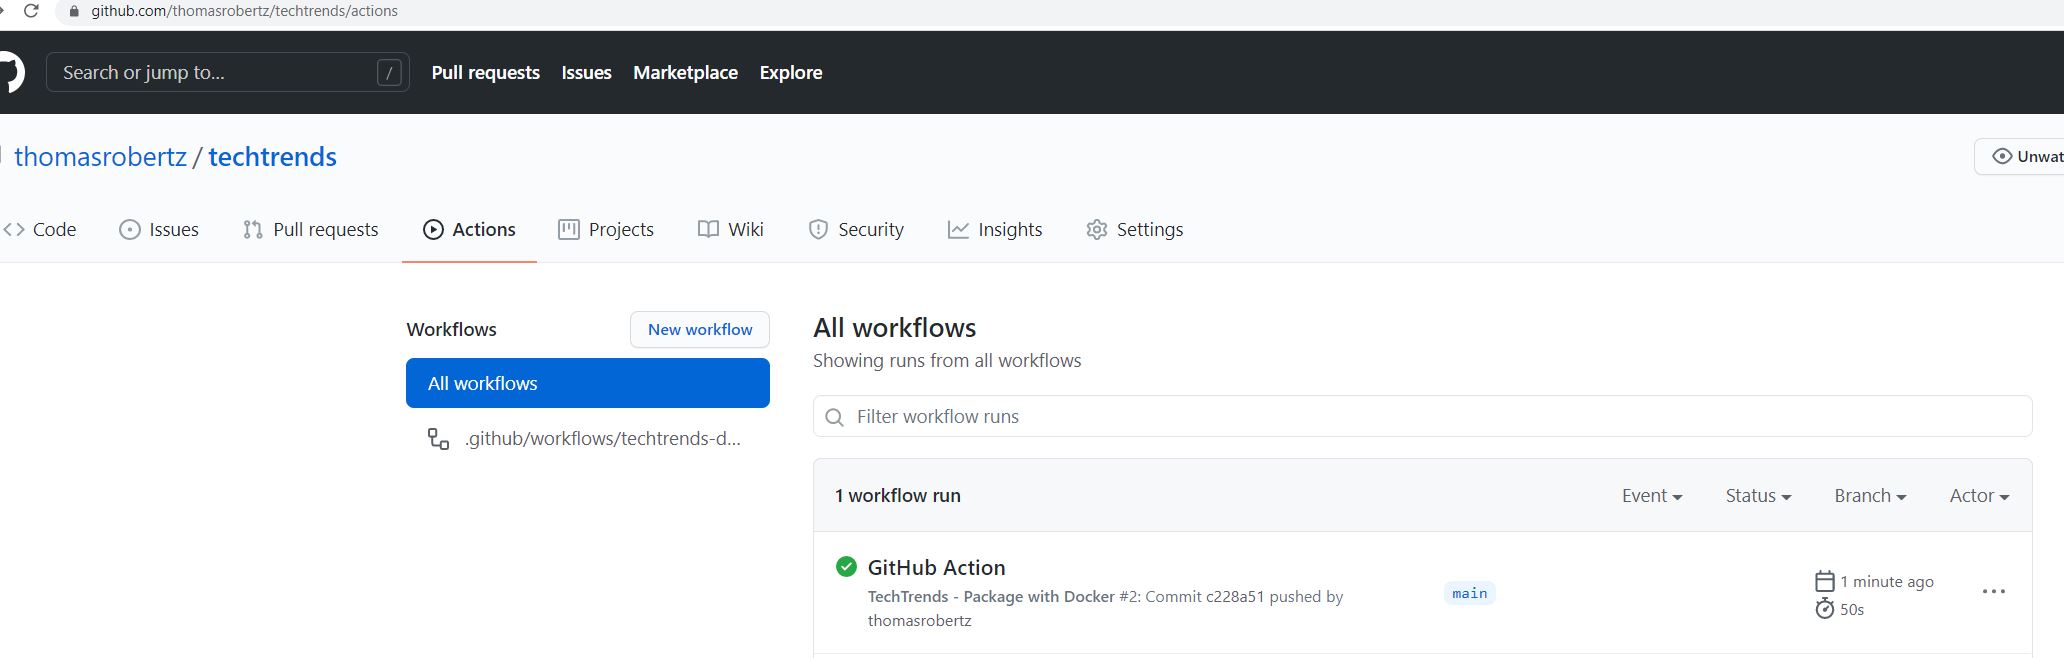 github.com/thomasrobertz/techtrends/actions
Search or jump to... /
Pull requests Issues Marketplace Explore
thomasrobertz / techtrends
Unwat
Code Issues Pull requests Actions Projects Wiki Security Insights Settings
Workflows
New workflow
All workflows
.github/workflows/techtrends-d...
All workflows
Showing runs from all workflows
Filter workflow runs
1 workflow run
Event Status Branch Actor
GitHub Action
TechTrends - Package with Docker #2: Commit c228a51 pushed by
thomasrobertz
main
1 minute ago
50s